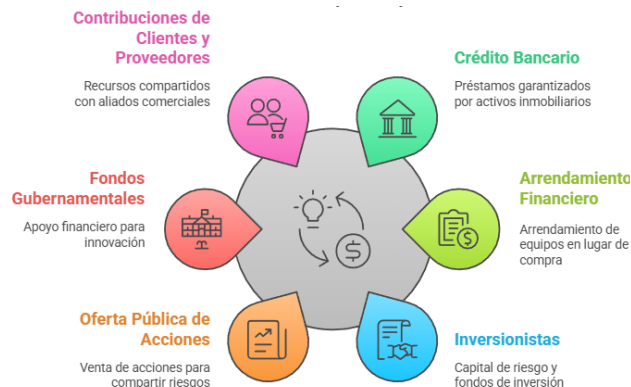 Contribuciones de
Clientes y
Proveedores
Recursos compartidos
con aliados comerciales
Crédito Bancario
Préstamos garantizados
por activos inmobiliarios
Fondos
Gubernamentales
Apoyo financiero para
innovación
Arrendamiento
Financiero
Arrendamiento de
equipos en lugar de
compra
Oferta Pública de
Acciones
Venta de acciones para
compartir riesgos
Inversionistas
Capital de riesgo y
fondos de inversión